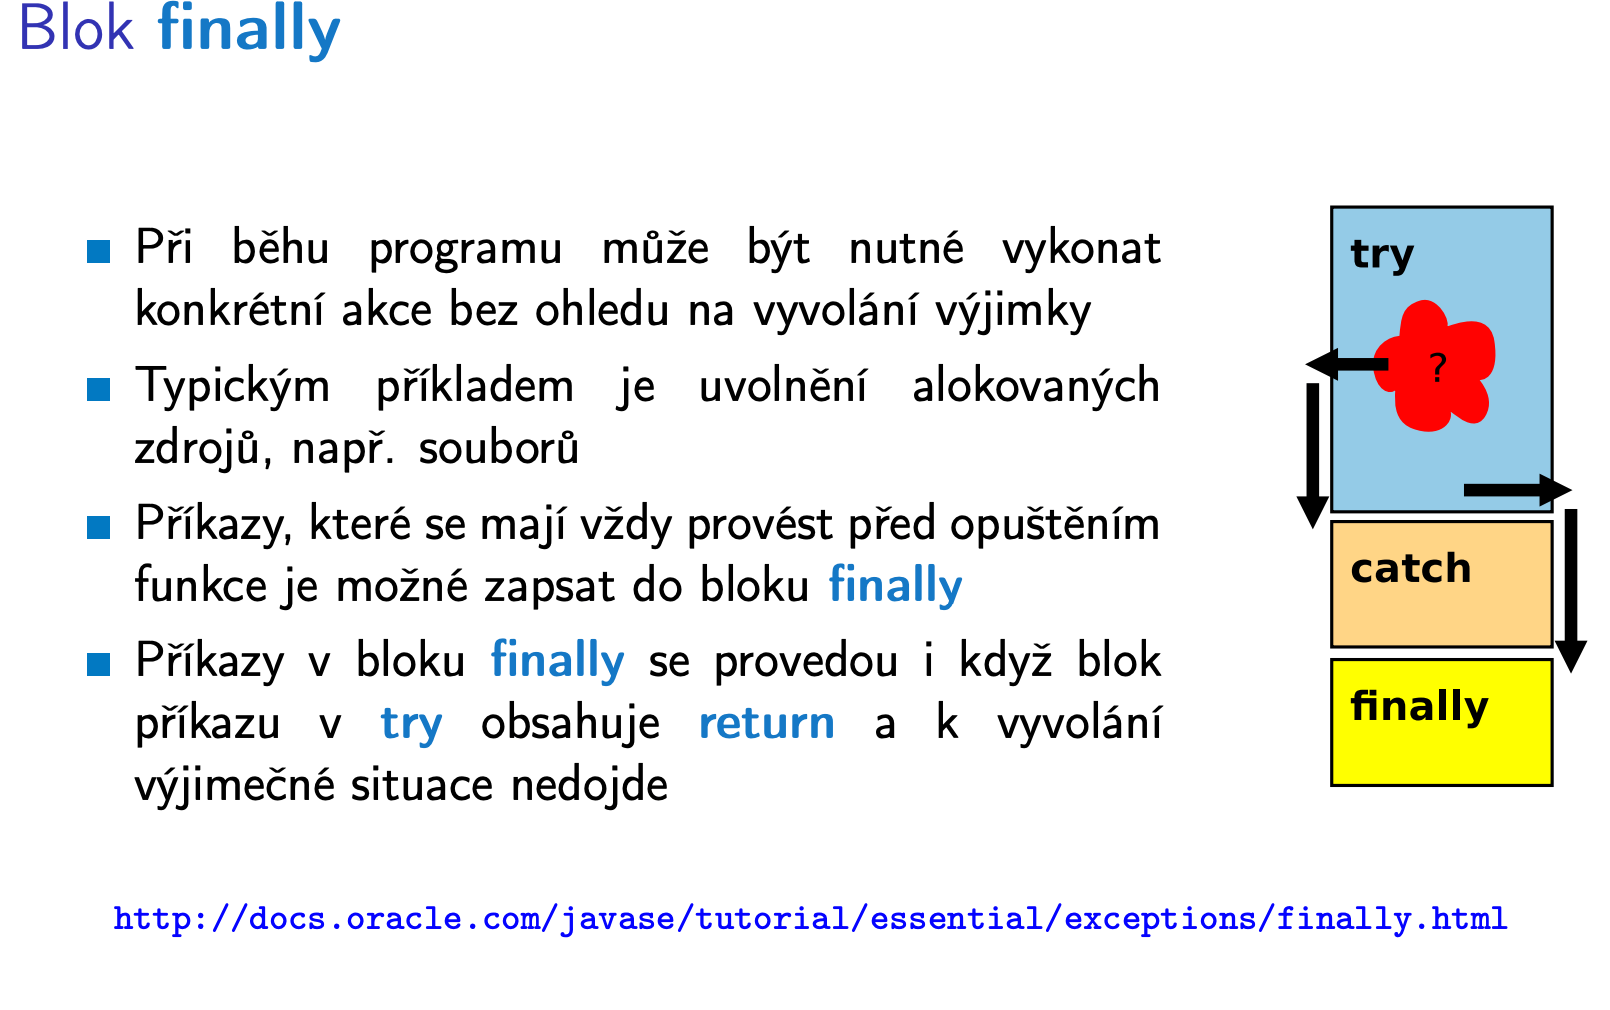 Blok finally
Při běhu programu může být nutné vykonat
konkrétní akce bez ohledu na vyvolání výjimky
Typickým příkladem je uvolnění alokovaných
zdrojů, např. souborů
Příkazy, které se mají vždy provést před opuštěním
funkce je možné zapsat do bloku finally
Příkazy v bloku finally se provedou i když blok
příkazu v try obsahuje return a k vyvolání
výjimečné situace nedojde
try
?
catch
finally
http://docs.oracle.com/javase/tutorial/essential/exceptions/finally.html